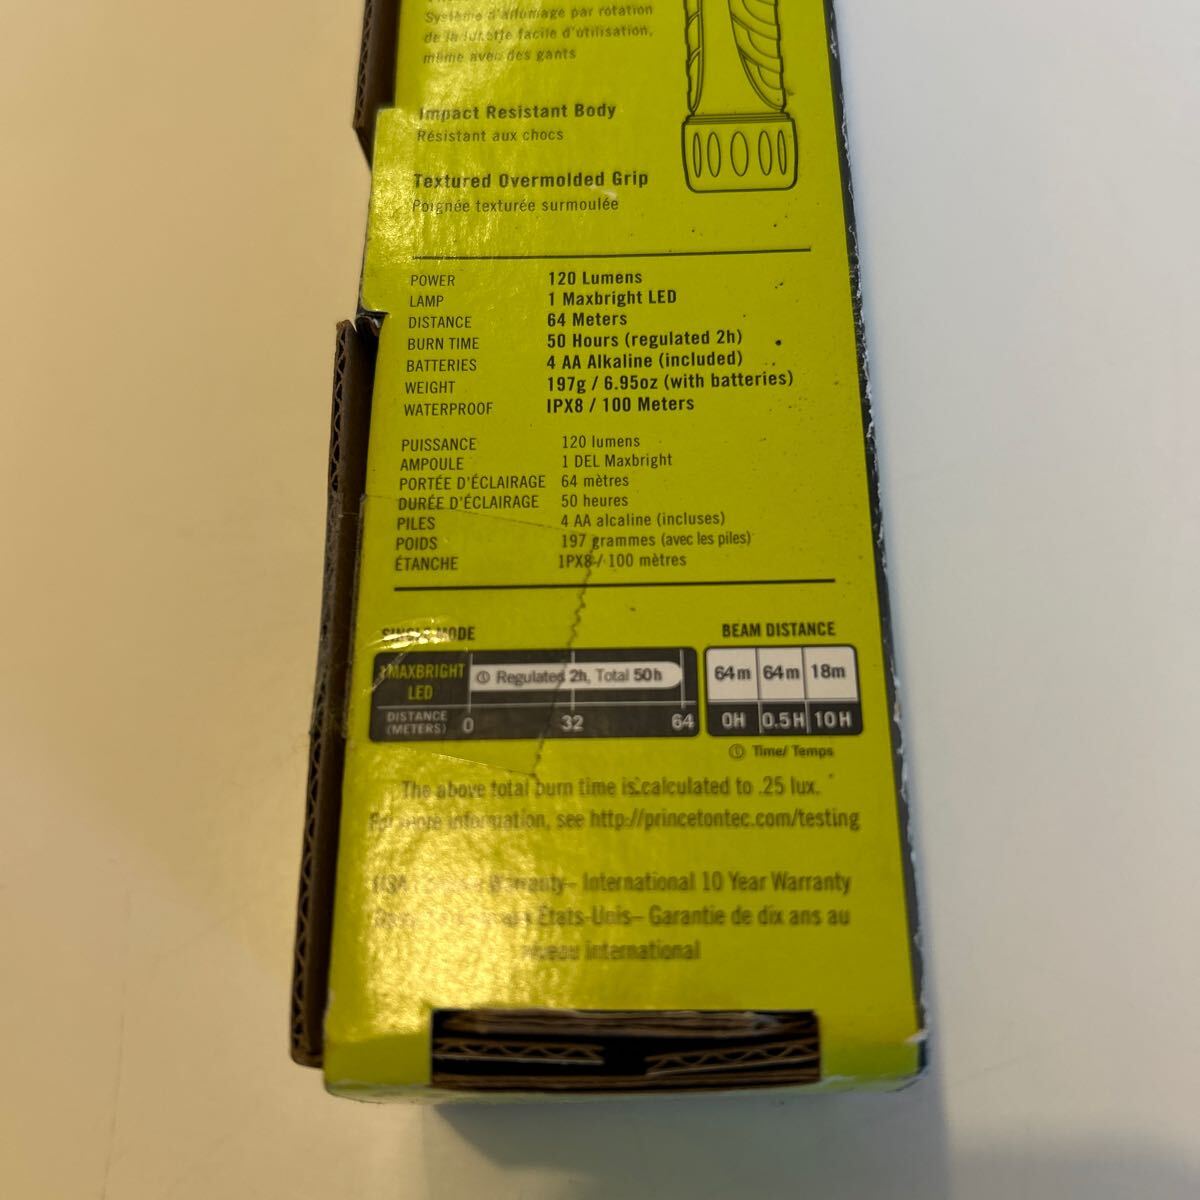 Système d'allumage par rotation
de la lunette facile d'utilisation,
même avec des gants
Impact Resistant Body
Résistant aux chocs
Textured Overmolded Grip
Poignée texturée surmoulée
POWER 120 Lumens
LAMP 1 Maxbright LED
DISTANCE 64 Meters
BURN TIME 50 Hours (regulated 2h)
BATTERIES 4 AA Alkaline (included)
WEIGHT 197g / 6.95oz (with batteries)
WATERPROOF IPX8 / 100 Meters
PUISSANCE 120 lumens
AMPOULE 1 DEL Maxbright
PORTÉE D'ÉCLAIRAGE 64 mètres
DURÉE D'ÉCLAIRAGE 50 heures
PILES 4 AA alcaline (incluses)
POIDS 197 grammes (avec les piles)
ÉTANCHE 1PX8 / 100 mètres
SINGLE MODE BEAM DISTANCE
1MAXBRIGHT LED Regulated 2h, Total 50h 64m 64m 18m
DISTANCE (METERS) 0 32 64 0H 0.5H 10H
Time/ Temps
The above total burn time is calculated to .25 lux.
For more information, see http://princetontec.com/testing
Warranty– International 10 Year Warranty
États-Unis– Garantie de dix ans au
niveau international